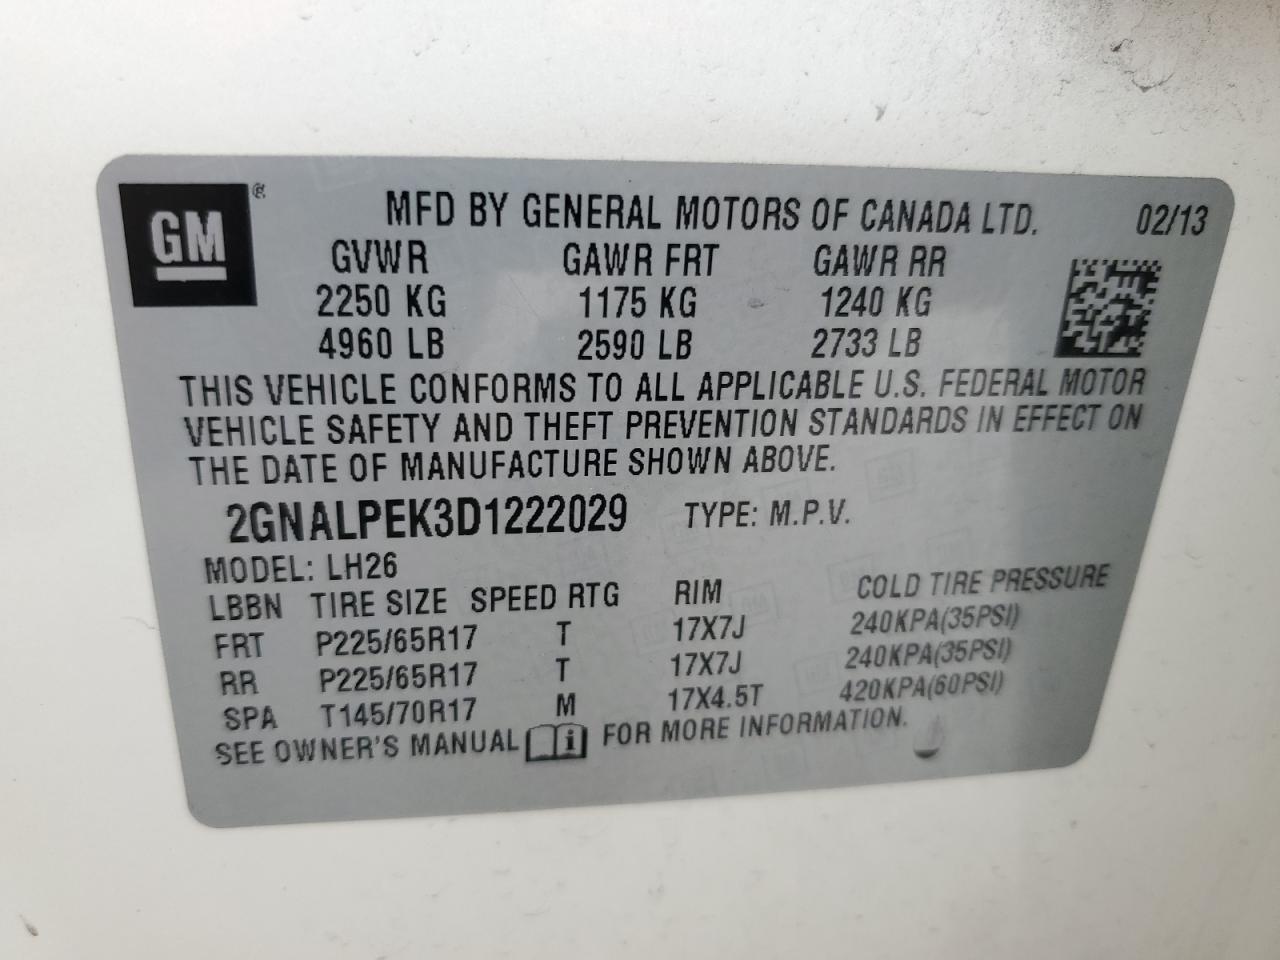 GM ®
MFD BY GENERAL MOTORS OF CANADA LTD. 02/13
GVWR GAWR FRT GAWR RR
2250 KG 1175 KG 1240 KG
4960 LB 2590 LB 2733 LB
THIS VEHICLE CONFORMS TO ALL APPLICABLE U.S. FEDERAL MOTOR
VEHICLE SAFETY AND THEFT PREVENTION STANDARDS IN EFFECT ON
THE DATE OF MANUFACTURE SHOWN ABOVE.
2GNALPEK3D1222029 TYPE: M.P.V.
MODEL: LH26
LBBN TIRE SIZE SPEED RTG RIM COLD TIRE PRESSURE
FRT P225/65R17 T 17X7J 240KPA(35PSI)
RR P225/65R17 T 17X7J 240KPA(35PSI)
SPA T145/70R17 M 17X4.5T 420KPA(60PSI)
SEE OWNER'S MANUAL i FOR MORE INFORMATION.